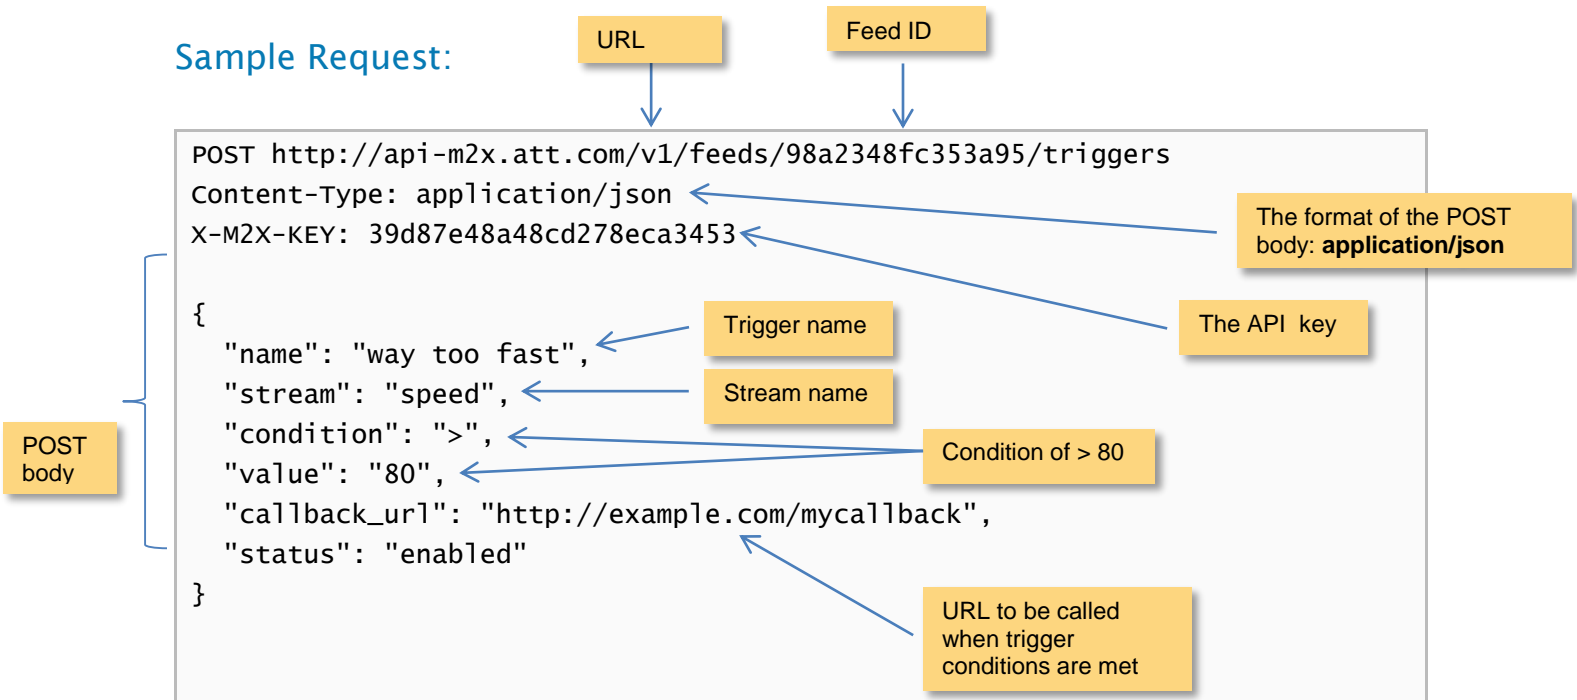 Sample Request:
URL
Feed ID
POST http://api-m2x.att.com/v1/feeds/98a2348fc353a95/triggers
Content-Type: application/json
X-M2X-KEY: 39d87e48a48cd278eca3453
The format of the POST
body: application/json
The API key
{
"name": "way too fast",
"stream": "speed",
"condition": ">",
"value": "80",
"callback_url": "http://example.com/mycallback",
"status": "enabled"
}
Trigger name
Stream name
Condition of > 80
POST
body
URL to be called
when trigger
conditions are met